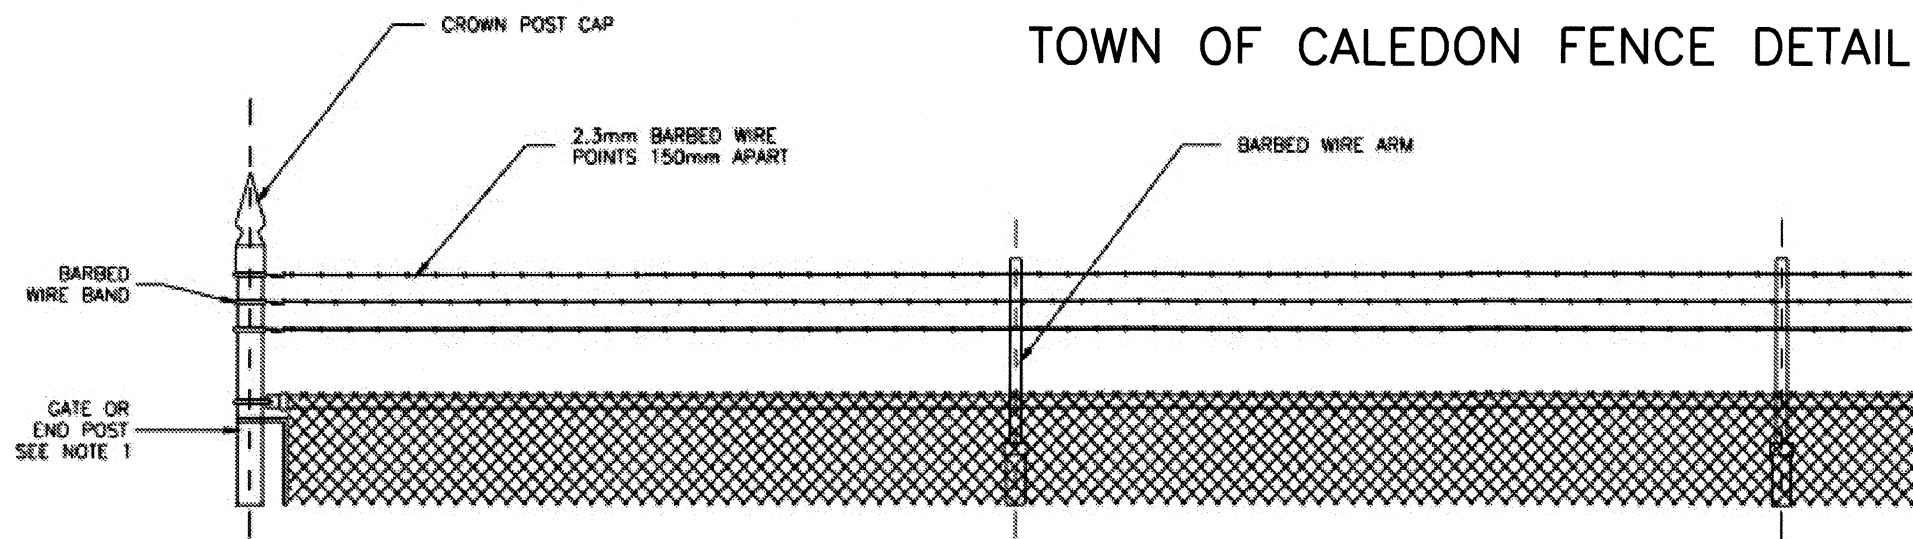 CROWN POST CAP
TOWN OF CALEDON FENCE DETAIL
2.3mm BARBED WIRE
POINTS 150mm APART
BARBED WIRE ARM
BARBED
WIRE BAND
GATE OR
END POST
SEE NOTE 1